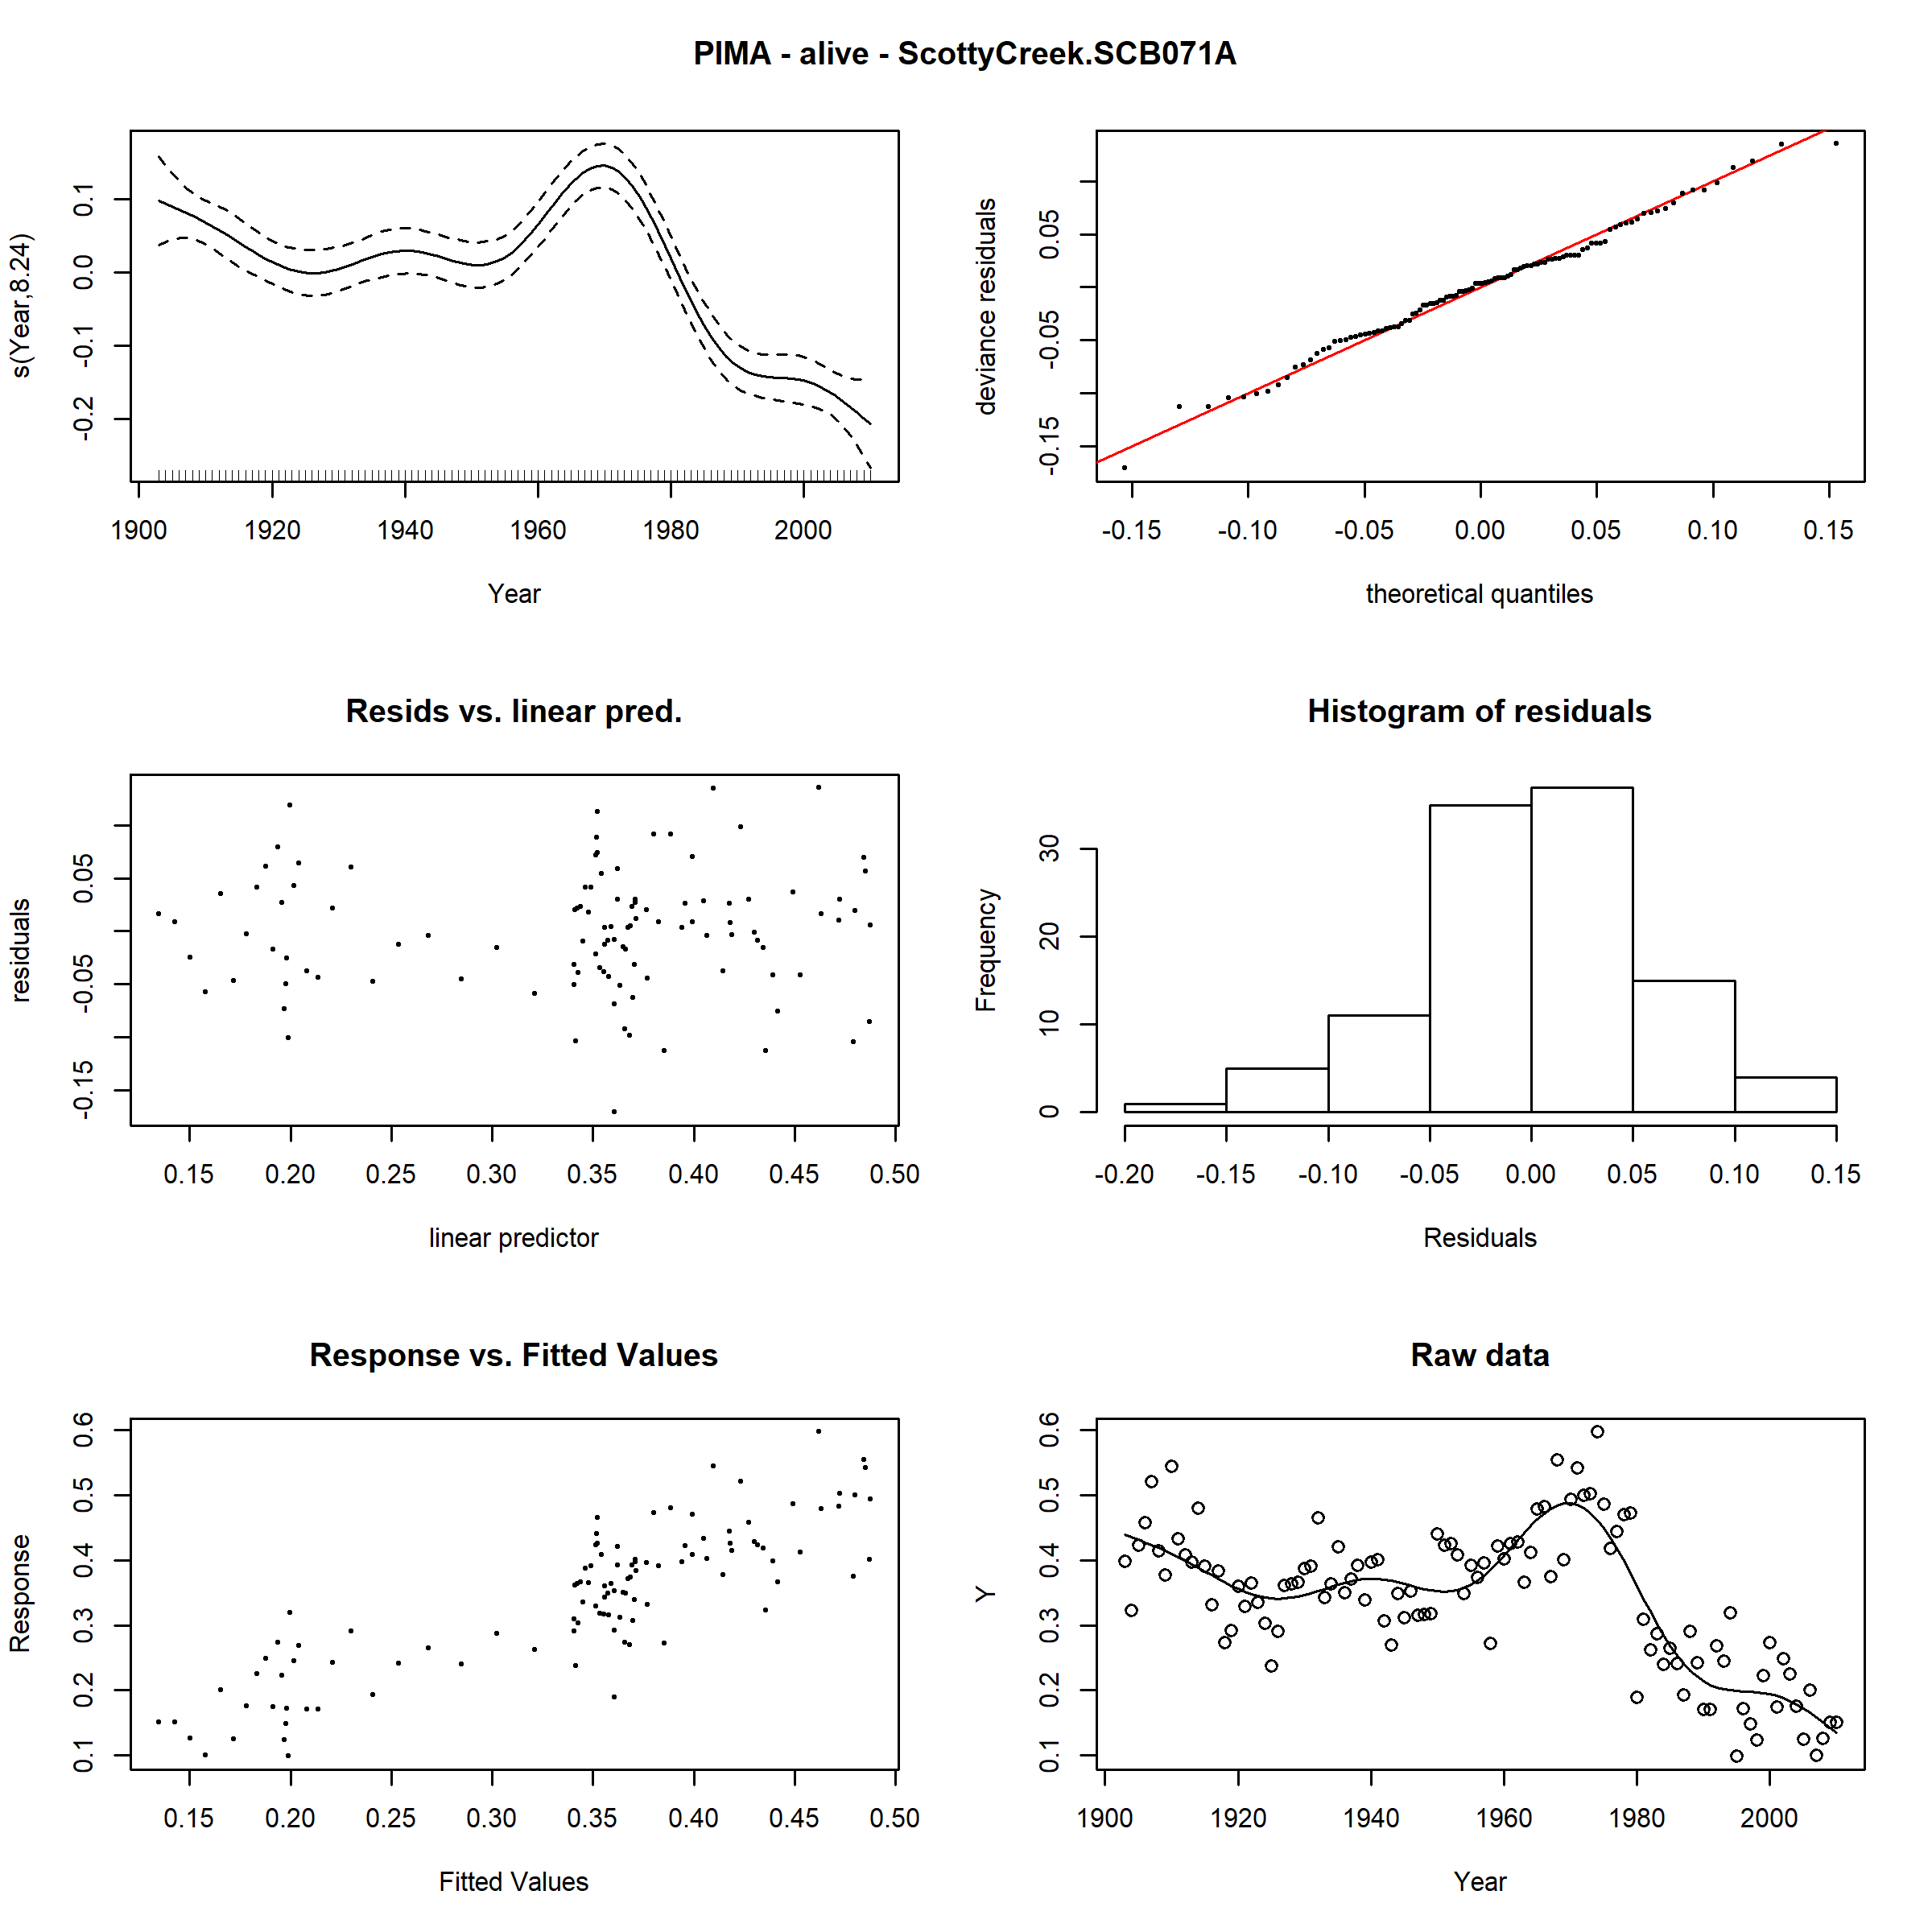 PIMA - alive - ScottyCreek.SCB071A
s(Year,8.24)
0.1
0.0
-0.1
-0.2
1900 1920 1940 1960 1980 2000
Year
deviance residuals
0.05
-0.05
-0.15
-0.15 -0.10 -0.05 0.00 0.05 0.10 0.15
theoretical quantiles
Resids vs. linear pred.
residuals
0.05
-0.05
-0.15
0.15 0.20 0.25 0.30 0.35 0.40 0.45 0.50
linear predictor
Histogram of residuals
Frequency
30
20
10
0
-0.20 -0.15 -0.10 -0.05 0.00 0.05 0.10 0.15
Residuals
Response vs. Fitted Values
Response
0.6
0.5
0.4
0.3
0.2
0.1
0.15 0.20 0.25 0.30 0.35 0.40 0.45 0.50
Fitted Values
Raw data
Y
0.6
0.5
0.4
0.3
0.2
0.1
1900 1920 1940 1960 1980 2000
Year